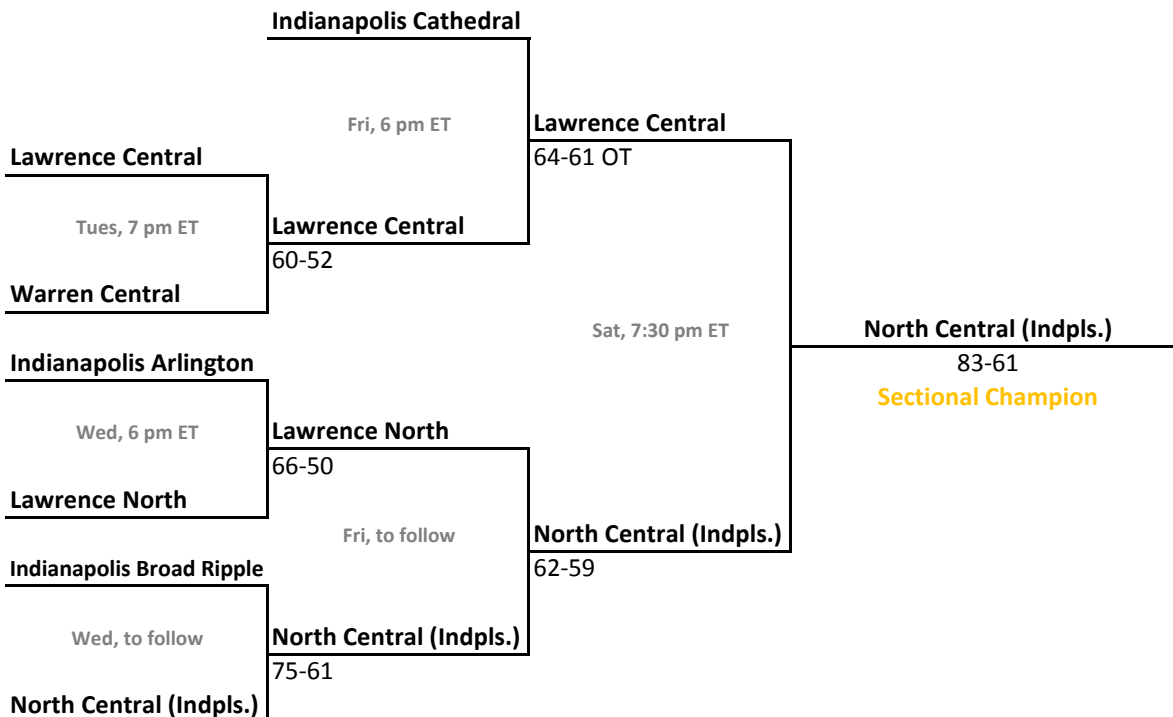 Indianapolis Cathedral
Fri, 6 pm ET
Lawrence Central
64-61 OT
Lawrence Central
Tues, 7 pm ET
Lawrence Central
60-52
Warren Central
Sat, 7:30 pm ET
North Central (Indpls.)
83-61
Sectional Champion
Indianapolis Arlington
Wed, 6 pm ET
Lawrence North
66-50
Lawrence North
Fri, to follow
North Central (Indpls.)
62-59
Indianapolis Broad Ripple
Wed, to follow
North Central (Indpls.)
75-61
North Central (Indpls.)